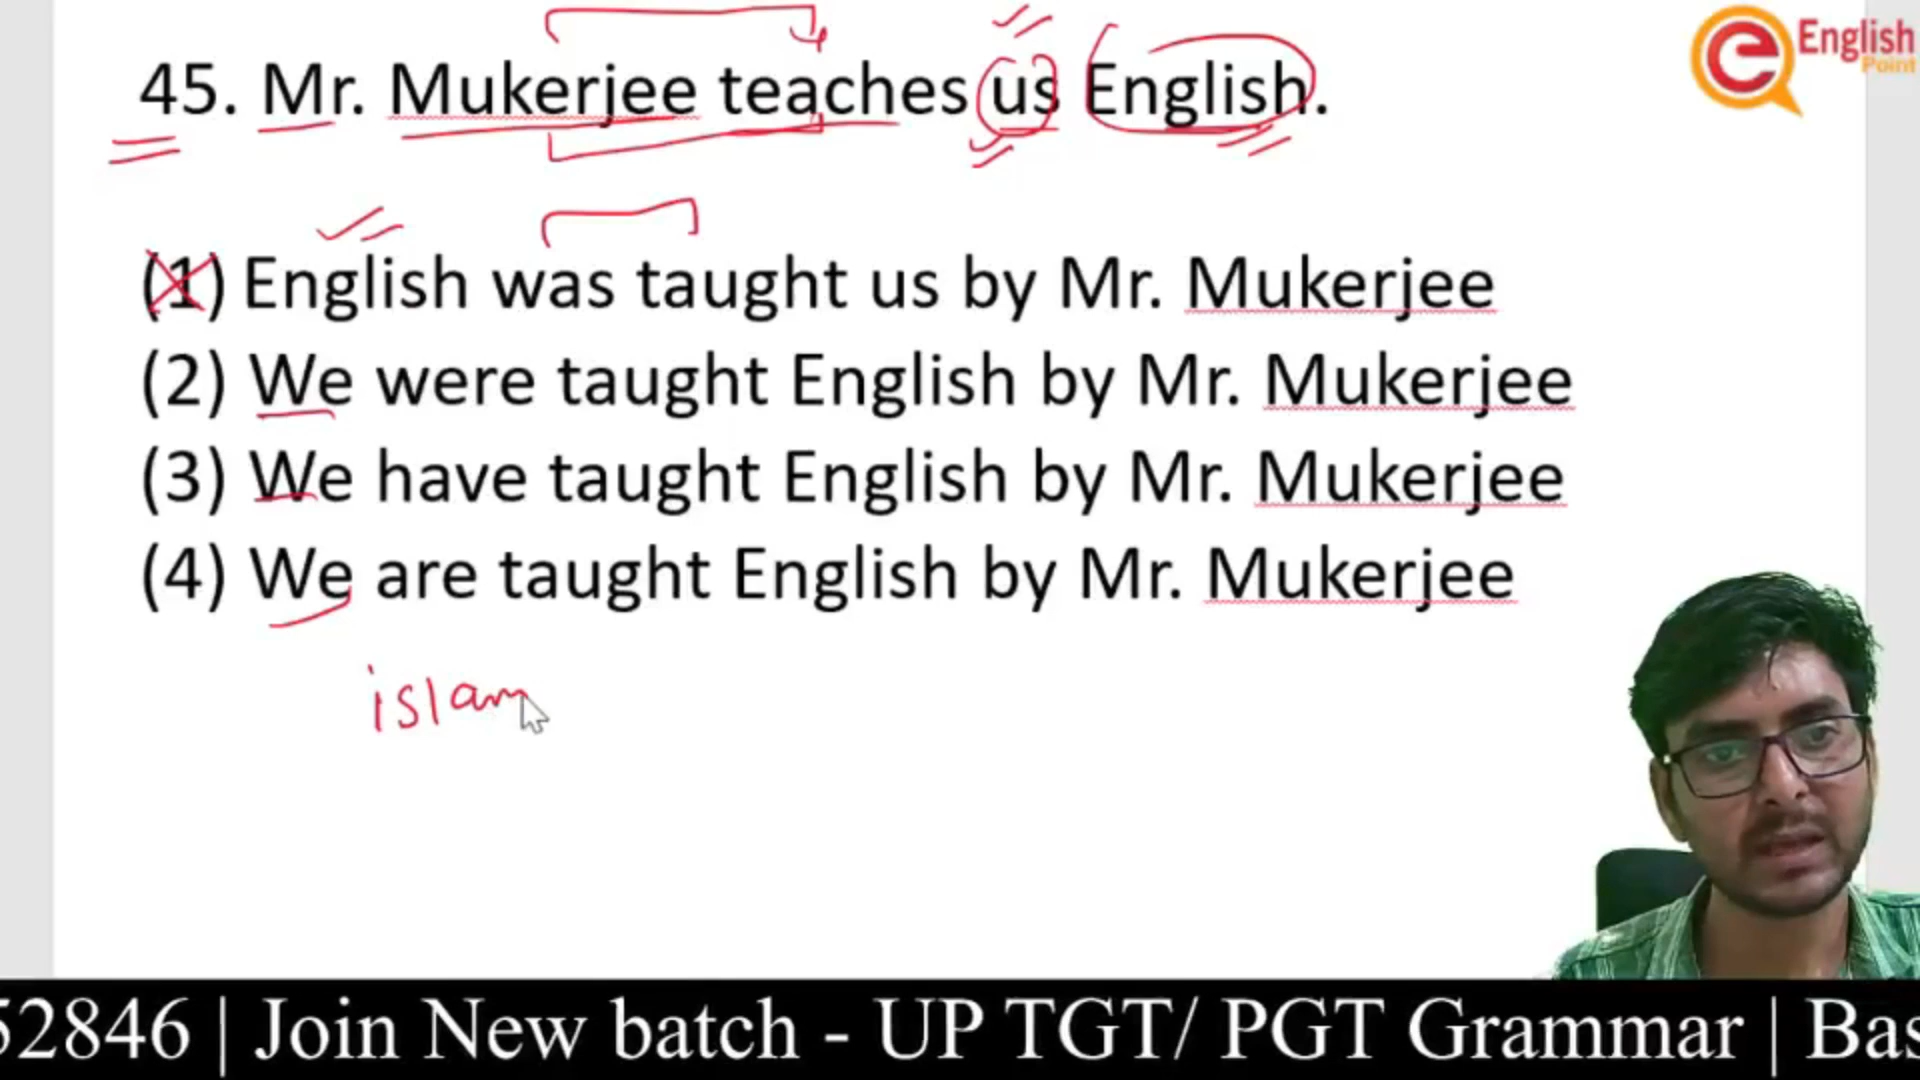 45. Mr. Mukerjee teaches us English.
English
Point
(1) English was taught us by Mr. Mukerjee
(2) We were taught English by Mr. Mukerjee
(3) We have taught English by Mr. Mukerjee
(4) We are taught English by Mr. Mukerjee
islam
52846 | Join New batch - UP TGT/ PGT Grammar | Bas